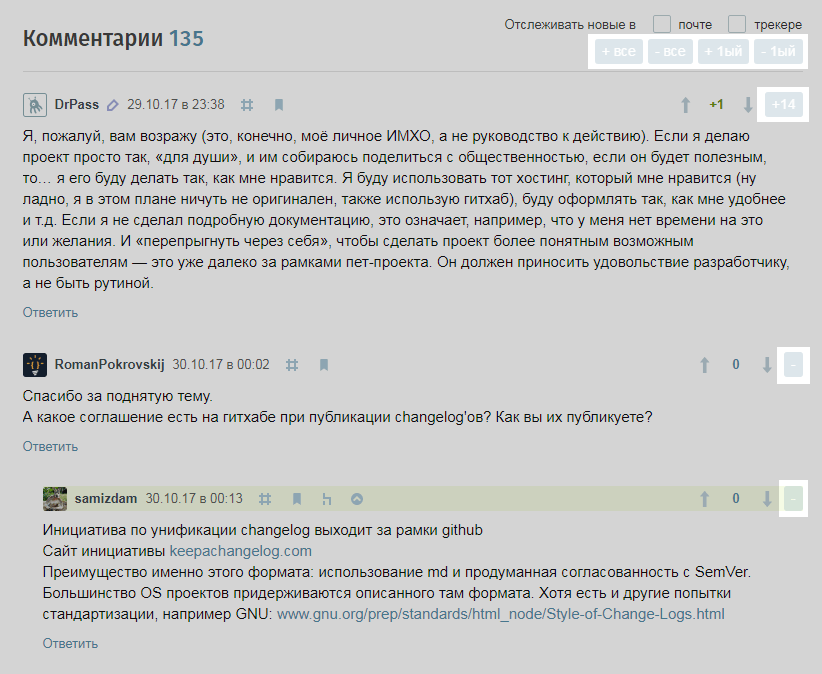 Отслеживать новые в почте трекере
Комментарии 135
+ все - все + 1ый - 1ый
DrPass 29.10.17 в 23:38 +1 +14
Я, пожалуй, вам возражу (это, конечно, моё личное ИМХО, а не руководство к действию). Если я делаю
проект просто так, «для души», и им собираюсь поделиться с общественностью, если он будет полезным,
то… я его буду делать так, как мне нравится. Я буду использовать тот хостинг, который мне нравится (ну
ладно, я в этом плане ничуть не оригинален, также использую гитхаб), буду оформлять так, как мне удобнее
и т.д. Если я не сделал подробную документацию, это означает, например, что у меня нет времени на это
или желания. И «перепрыгнуть через себя», чтобы сделать проект более понятным возможным
пользователям — это уже далеко за рамками пет-проекта. Он должен приносить удовольствие разработчику,
а не быть рутиной.
Ответить
RomanPokrovskij 30.10.17 в 00:02 0 -
Спасибо за поднятую тему.
А какое соглашение есть на гитхабе при публикации changelog'ов? Как вы их публикуете?
Ответить
samizdam 30.10.17 в 00:13 0 -
Инициатива по унификации changelog выходит за рамки github
Сайт инициативы keepachangelog.com
Преимущество именно этого формата: использование md и продуманная согласованность с SemVer.
Большинство OS проектов придерживаются описанного там формата. Хотя есть и другие попытки
стандартизации, например GNU: www.gnu.org/prep/standards/html_node/Style-of-Change-Logs.html
Ответить